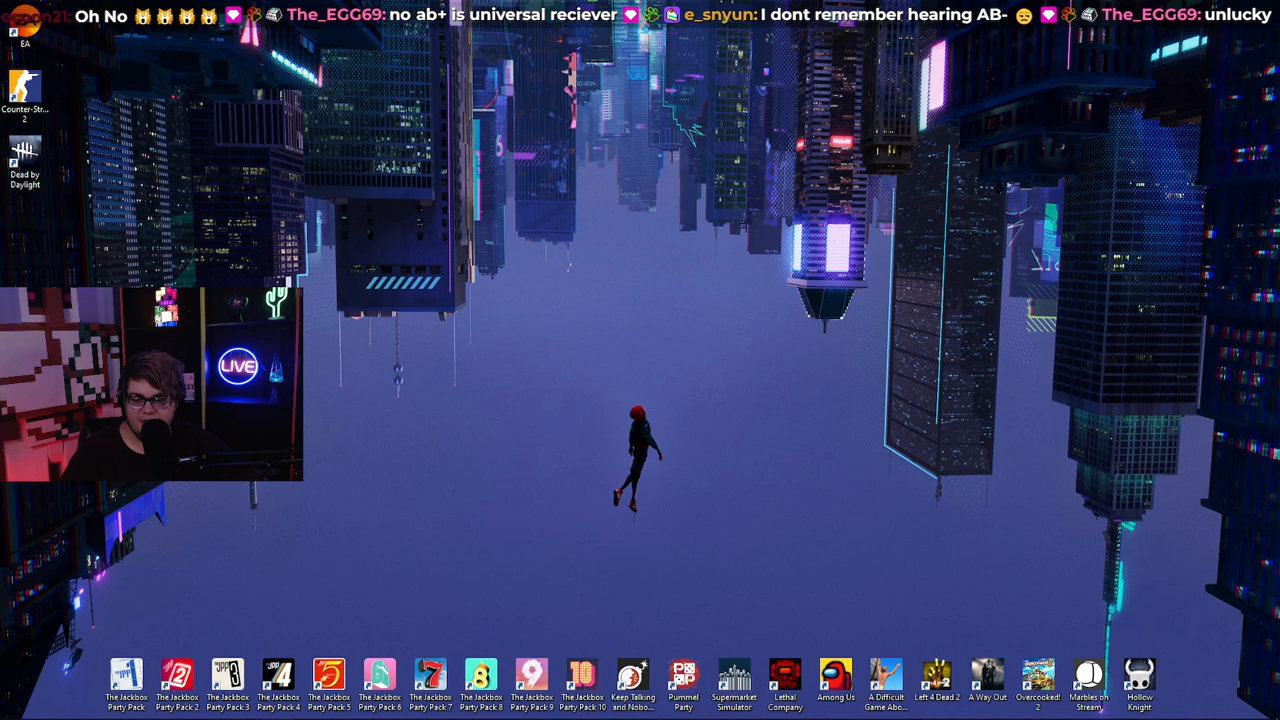 espon21: Oh No The_EGG69: no ab+ is universal reciever e_snyun: I dont remember hearing AB- The_EGG69: unlucky
EA
Counter-Str... 2
Dead by Daylight
LIVE
The Jackbox Party Pack
The Jackbox Party Pack 2
The Jackbox Party Pack 3
The Jackbox Party Pack 4
The Jackbox Party Pack 5
The Jackbox Party Pack 6
The Jackbox Party Pack 7
The Jackbox Party Pack 8
The Jackbox Party Pack 9
The Jackbox Party Pack 10
Keep Talking and Nobo...
Pummel Party
Supermarket Simulator
Lethal Company
Among Us
A Difficult Game Abo...
Left 4 Dead 2
A Way Out
Overcooked! 2
Marbles on Stream
Hollow Knight